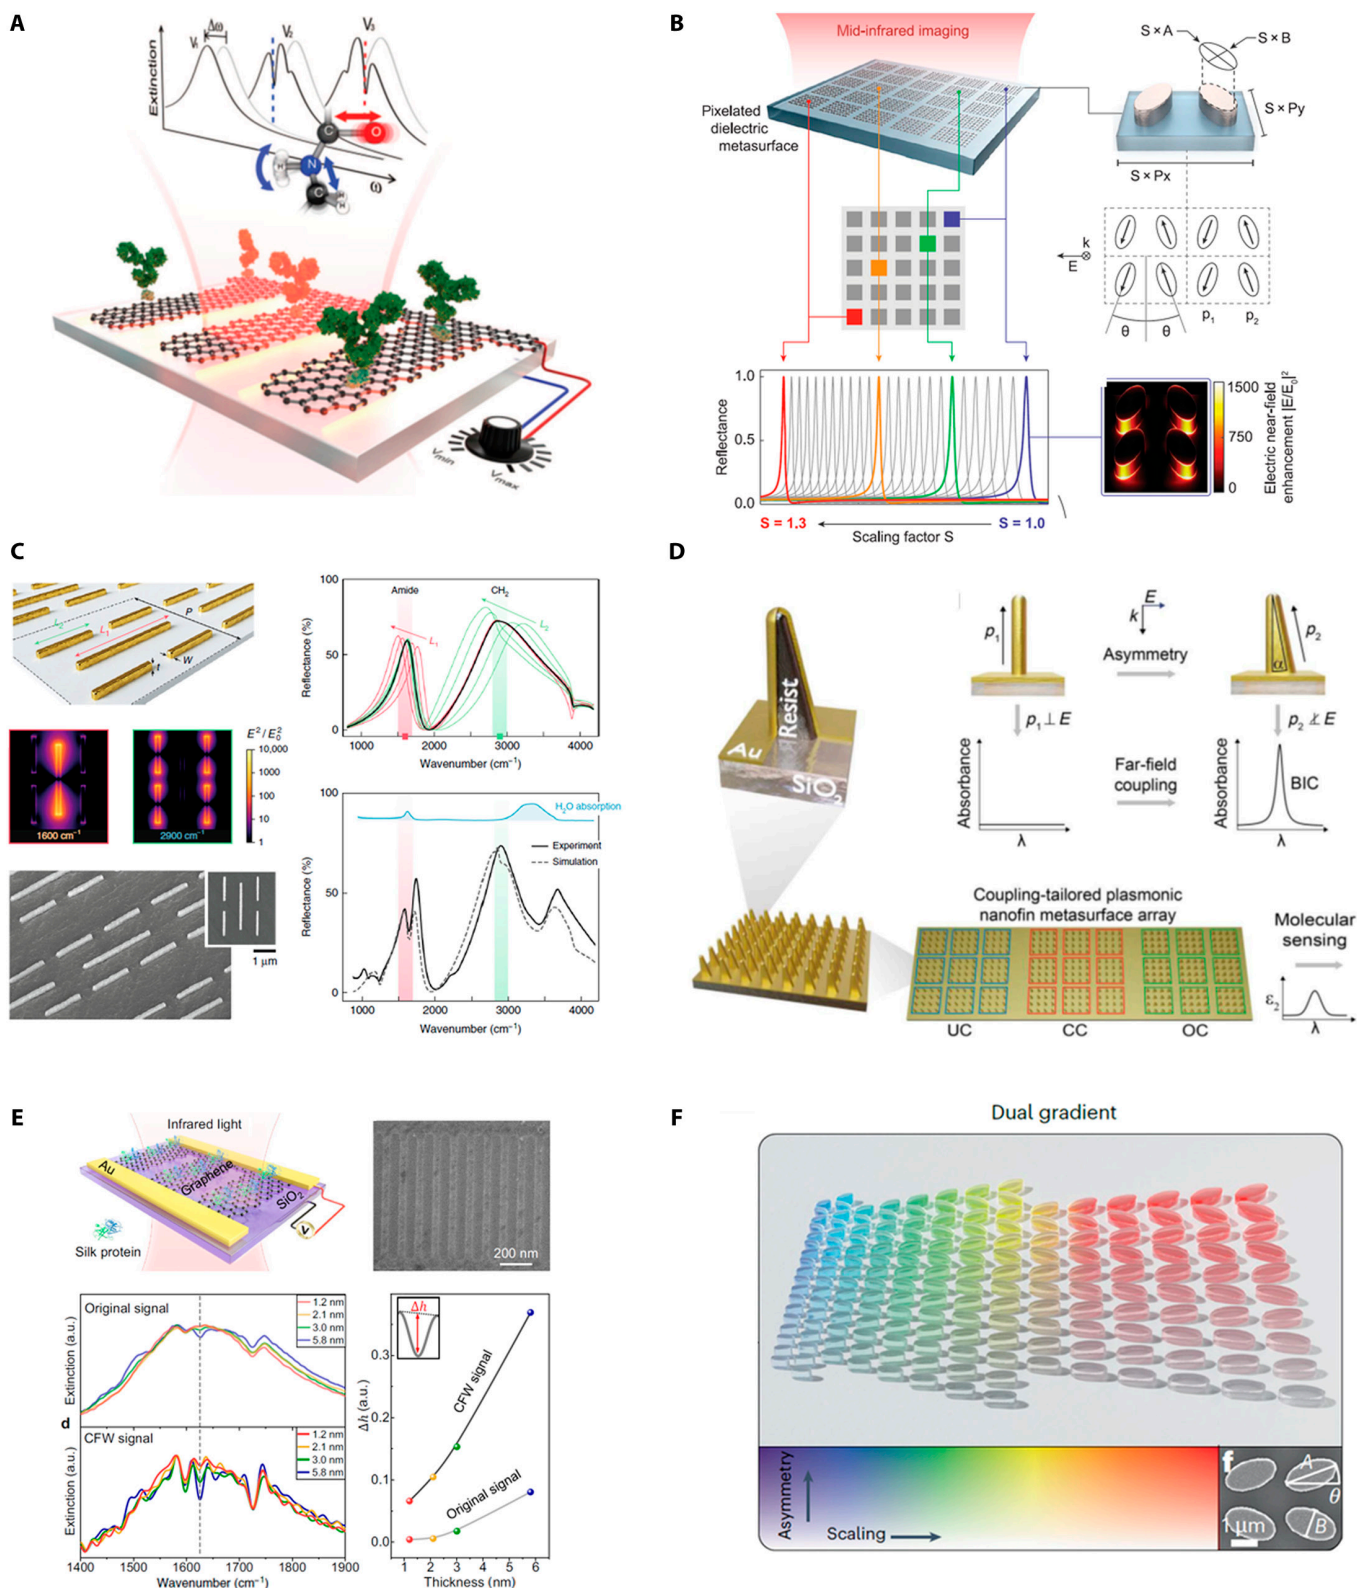 A
Extinction
Δω
V₁
V₂
V₃
ω
C
O
N
H
H
C
H
H
Vmin
Vmax
B
Mid-infrared imaging
Pixelated
dielectric
metasurface
S × A
S × B
S × Py
S × Px
k
E
θ
θ
p₁
p₂
Reflectance
1.0
0.5
0.0
S = 1.3
S = 1.0
Scaling factor S
1500
750
0
Electric near-field
enhancement |E/E₀|²
C
L₂
L₁
P
t
W
E²/E₀²
10,000
1000
100
10
1
1600 cm⁻¹
2900 cm⁻¹
1 μm
Reflectance (%)
100
50
0
Amide
CH₂
L₁
L₂
1000
2000
3000
4000
Wavenumber (cm⁻¹)
Reflectance (%)
100
50
0
H₂O absorption
Experiment
Simulation
1000
2000
3000
4000
Wavenumber (cm⁻¹)
D
Resist
Au
SiO₂
p₁
E
k
Asymmetry
p₂
α
p₁ ⊥ E
p₂ ⊥̸ E
Absorbance
λ
Far-field
coupling
Absorbance
BIC
λ
Coupling-tailored plasmonic
nanofin metasurface array
UC
CC
OC
Molecular
sensing
ε₂
λ
E
Infrared light
Au
Graphene
SiO₂
V
Silk protein
200 nm
Original signal
1.2 nm
2.1 nm
3.0 nm
5.8 nm
Extinction (a.u.)
d
CFW signal
1.2 nm
2.1 nm
3.0 nm
5.8 nm
Extinction (a.u.)
1400
1500
1600
1700
1800
1900
Wavenumber (cm⁻¹)
Δh
Δh (a.u.)
0.3
0.2
0.1
0.0
CFW signal
Original signal
1
2
3
4
5
6
Thickness (nm)
F
Dual gradient
Asymmetry
Scaling
f
A
θ
B
1 μm